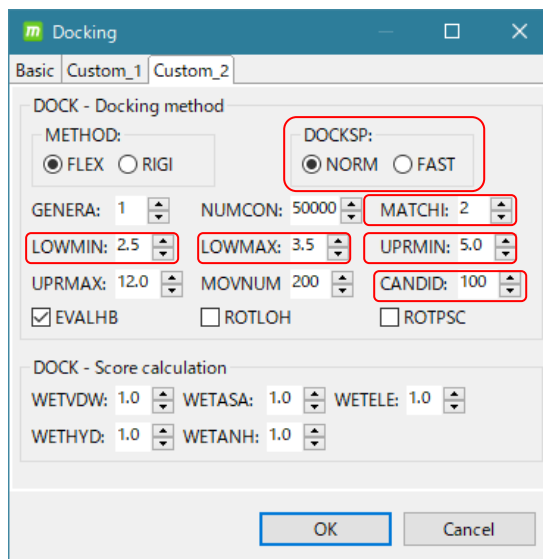 m Docking
Basic Custom_1 Custom_2
DOCK - Docking method
METHOD: DOCKSP:
FLEX RIGI NORM FAST
GENERA: 1 NUMCON: 50000 MATCHI: 2
LOWMIN: 2.5 LOWMAX: 3.5 UPRMIN: 5.0
UPRMAX: 12.0 MOVNUM 200 CANDID: 100
EVALHB ROTLOH ROTPSC
DOCK - Score calculation
WETVDW: 1.0 WETASA: 1.0 WETELE: 1.0
WETHYD: 1.0 WETANH: 1.0
OK Cancel